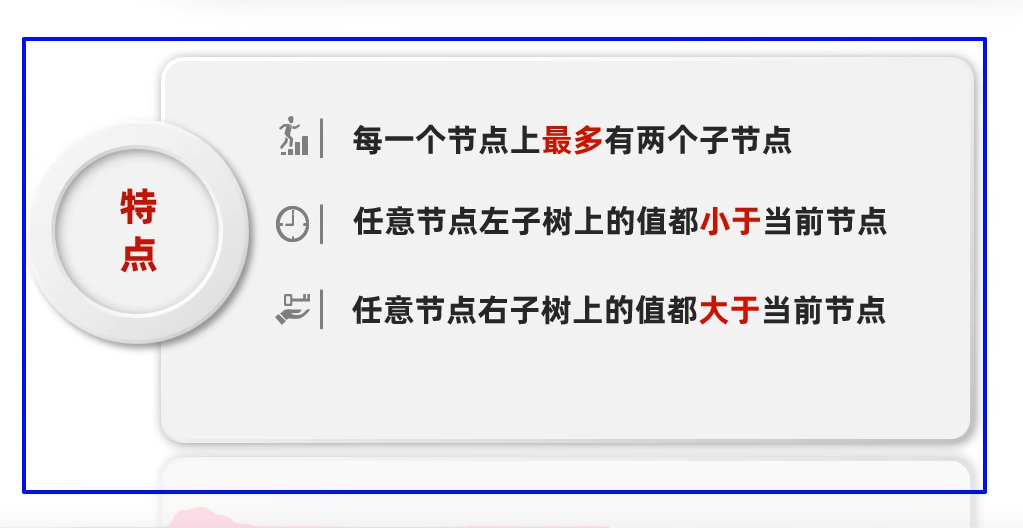 特点
每一个节点上最多有两个子节点
任意节点左子树上的值都小于当前节点
任意节点右子树上的值都大于当前节点